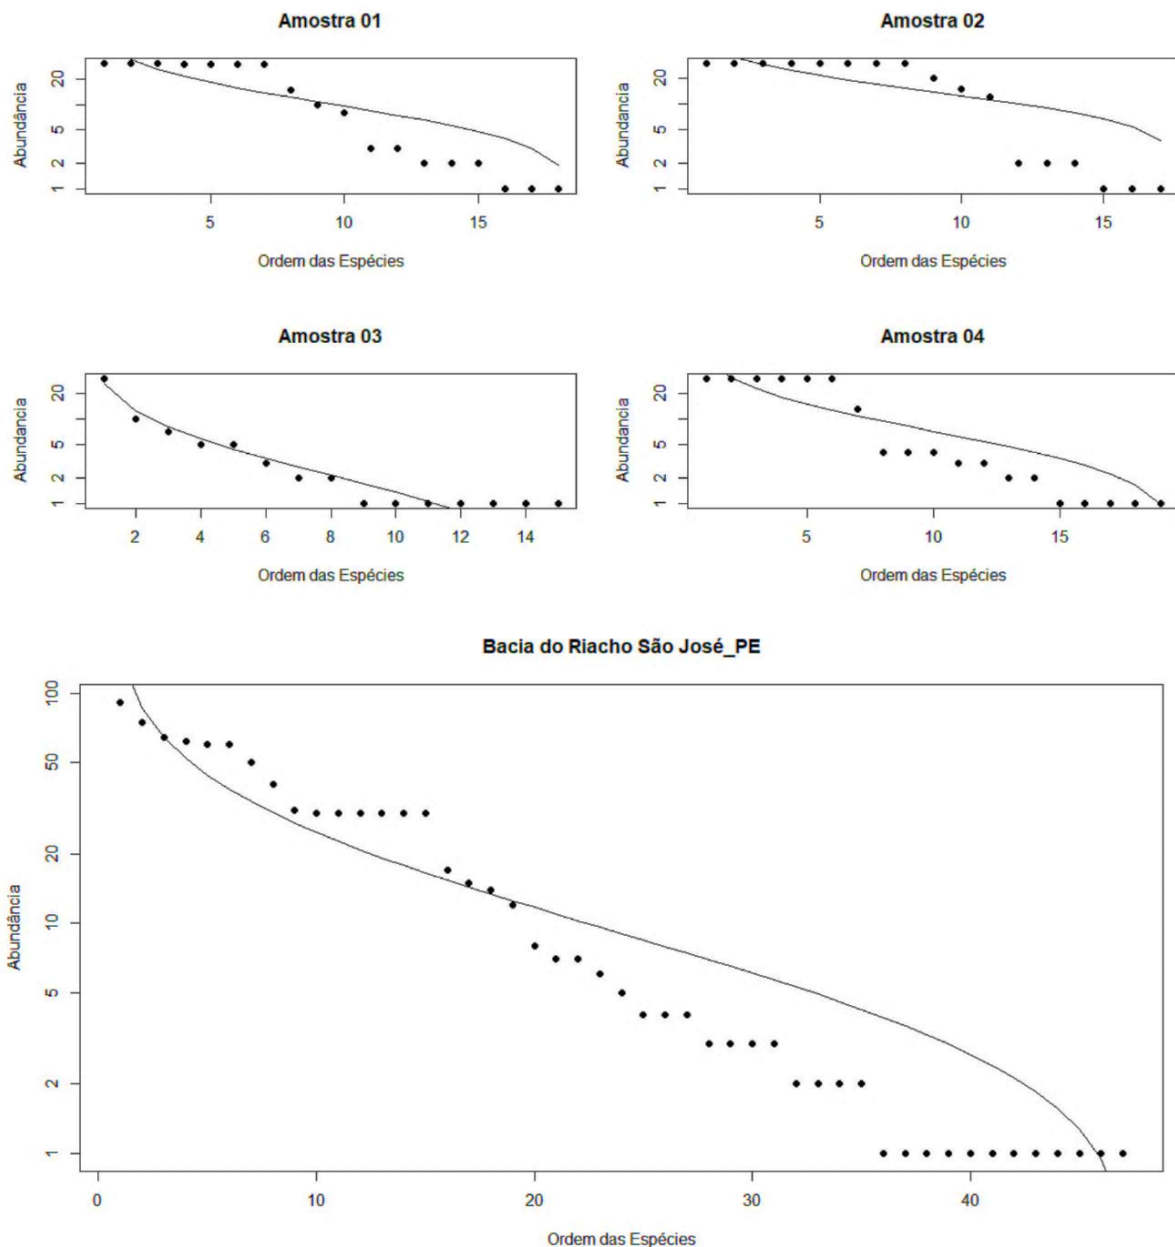 Amostra 01
Abundância
20
5
2
1
5 10 15
Ordem das Espécies
Amostra 02
Abundância
20
5
2
1
5 10 15
Ordem das Espécies
Amostra 03
Abundancia
20
5
2
1
2 4 6 8 10 12 14
Ordem das Espécies
Amostra 04
Abundancia
20
5
2
1
5 10 15
Ordem das Espécies
Bacia do Riacho São José_PE
Abundância
100
50
20
10
5
2
1
0 10 20 30 40
Ordem das Espécies